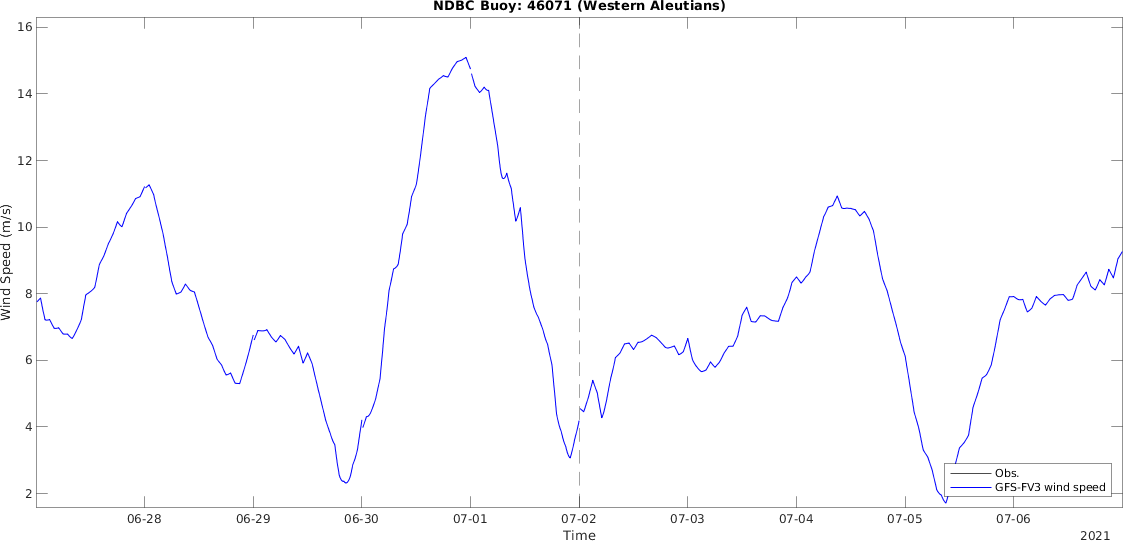 NDBC Buoy: 46071 (Western Aleutians)
16
14
12
10
8
6
4
2
Wind Speed (m/s)
06-28 06-29 06-30 07-01 07-02 07-03 07-04 07-05 07-06
Time
2021
Obs.
GFS-FV3 wind speed